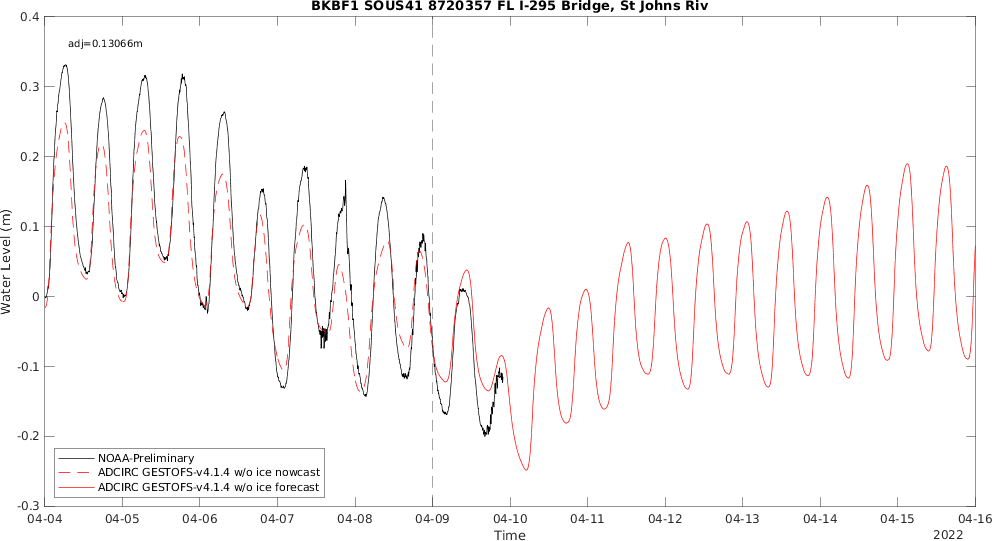 BKBF1 SOUS41 8720357 FL I-295 Bridge, St Johns Riv
adj=0.13066m
0.4
0.3
0.2
0.1
0
-0.1
-0.2
-0.3
Water Level (m)
NOAA-Preliminary
ADCIRC GESTOFS-v4.1.4 w/o ice nowcast
ADCIRC GESTOFS-v4.1.4 w/o ice forecast
04-04 04-05 04-06 04-07 04-08 04-09 04-10 04-11 04-12 04-13 04-14 04-15 04-16
Time
2022